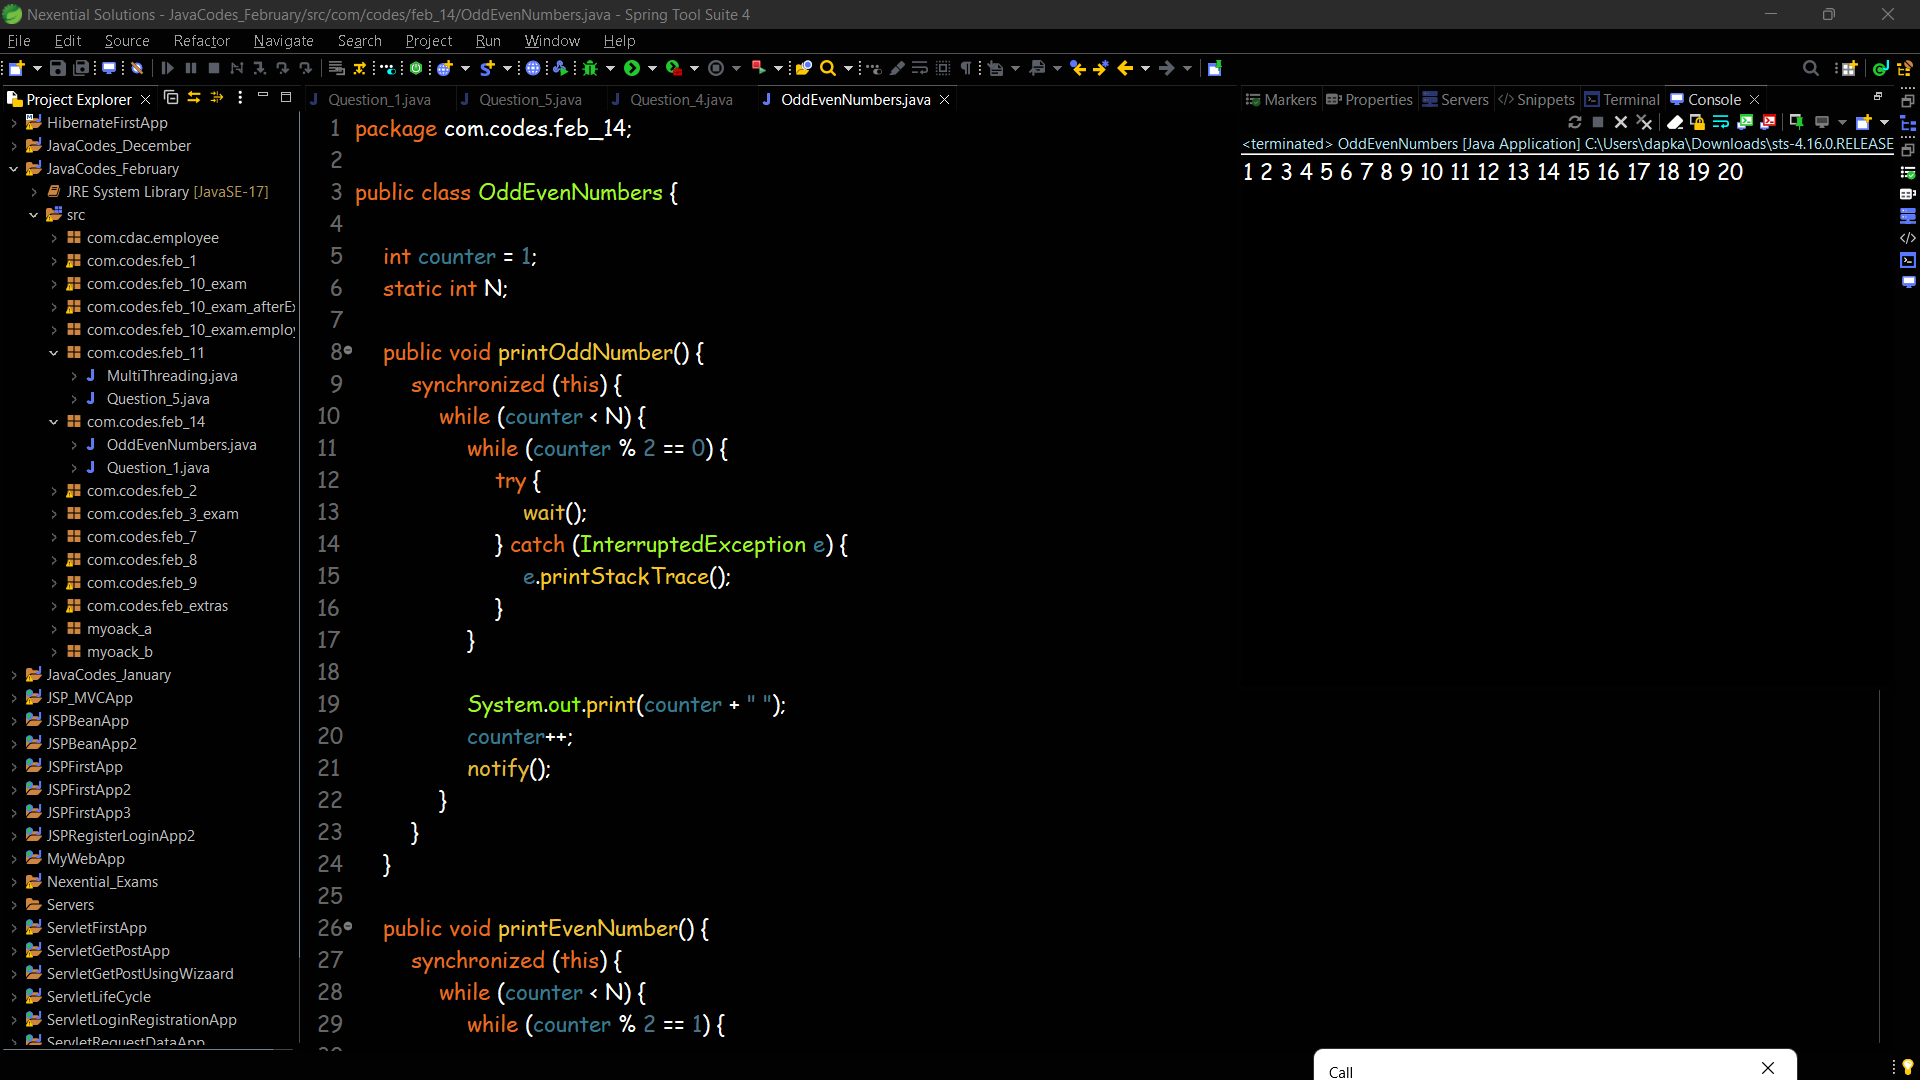 Nexential Solutions - JavaCodes_February/src/com/codes/feb_14/OddEvenNumbers.java - Spring Tool Suite 4
File Edit Source Refactor Navigate Search Project Run Window Help
Project Explorer
HibernateFirstApp
JavaCodes_December
JavaCodes_February
JRE System Library [JavaSE-17]
src
com.cdac.employee
com.codes.feb_1
com.codes.feb_10_exam
com.codes.feb_10_exam_afterE
com.codes.feb_10_exam.emplo
com.codes.feb_11
MultiThreading.java
Question_5.java
com.codes.feb_14
OddEvenNumbers.java
Question_1.java
com.codes.feb_2
com.codes.feb_3_exam
com.codes.feb_7
com.codes.feb_8
com.codes.feb_9
com.codes.feb_extras
myoack_a
myoack_b
JavaCodes_January
JSP_MVCApp
JSPBeanApp
JSPBeanApp2
JSPFirstApp
JSPFirstApp2
JSPFirstApp3
JSPRegisterLoginApp2
MyWebApp
Nexential_Exams
Servers
ServletFirstApp
ServletGetPostApp
ServletGetPostUsingWizaard
ServletLifeCycle
ServletLoginRegistrationApp
ServletRequestDataApp
Question_1.java Question_5.java Question_4.java OddEvenNumbers.java
1 package com.codes.feb_14;
2
3 public class OddEvenNumbers {
4
5 int counter = 1;
6 static int N;
7
8 public void printOddNumber() {
9 synchronized (this) {
10 while (counter < N) {
11 while (counter % 2 == 0) {
12 try {
13 wait();
14 } catch (InterruptedException e) {
15 e.printStackTrace();
16 }
17 }
18
19 System.out.print(counter + " ");
20 counter++;
21 notify();
22 }
23 }
24 }
25
26 public void printEvenNumber() {
27 synchronized (this) {
28 while (counter < N) {
29 while (counter % 2 == 1) {
Markers Properties Servers Snippets Terminal Console
<terminated> OddEvenNumbers [Java Application] C:\Users\dapka\Downloads\sts-4.16.0.RELEASE
1 2 3 4 5 6 7 8 9 10 11 12 13 14 15 16 17 18 19 20
Call